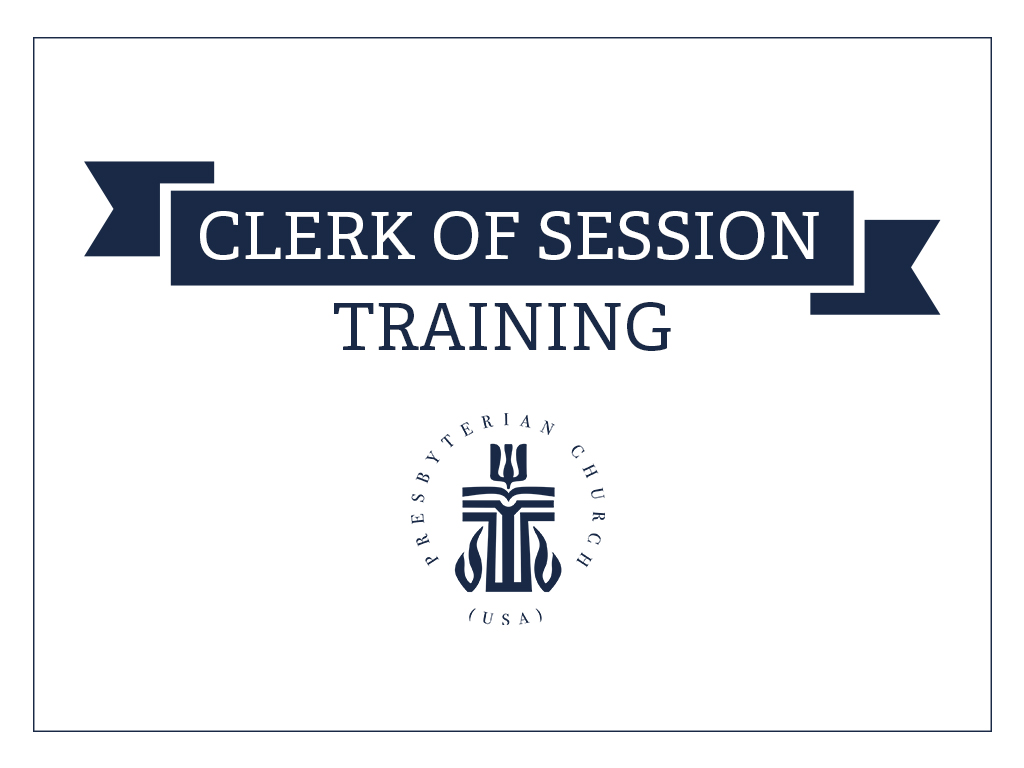 CLERK OF SESSION
TRAINING
PRESBYTERIAN CHURCH
(USA)